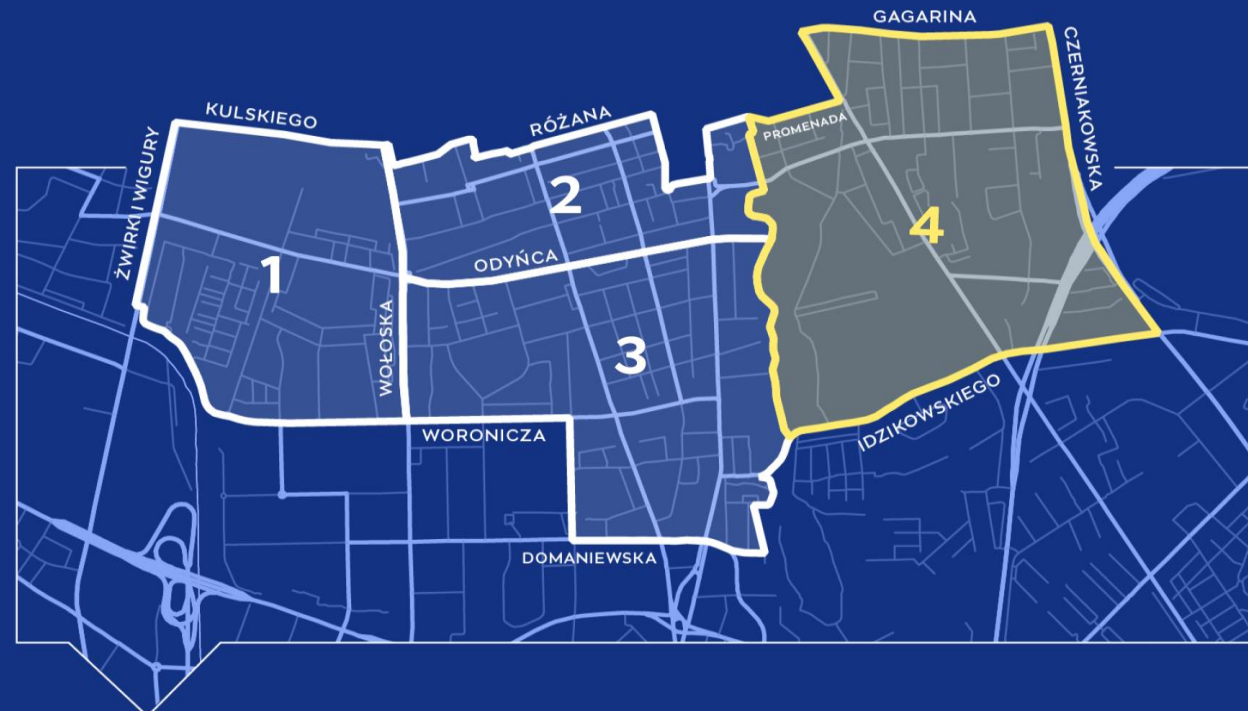 GAGARINA
CZERNIAKOWSKA
KULSKIEGO
RÓŻANA
PROMENADA
ŻWIRKI I WIGURY
2
4
1
ODYŃCA
WOŁOSKA
3
IDZIKOWSKIEGO
WORONICZA
DOMANIEWSKA